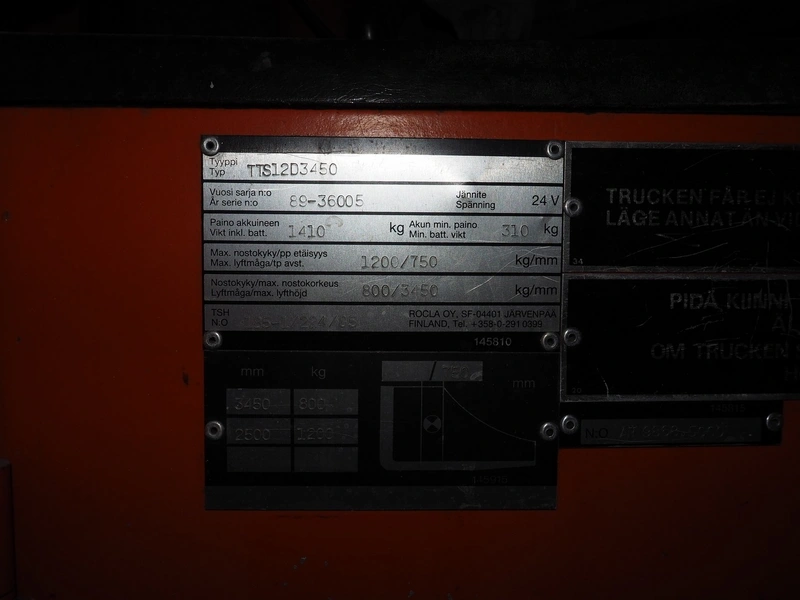 Tyyppi
Typ TTS12D3450
Vuosi sarja n:o
År serie n:o 89-36005
Jännite
Spänning 24 V
Paino akkuineen
Vikt inkl. batt. 1410 kg
Akun min. paino
Min. batt. vikt 310 kg
Max. nostokyky/pp etäisyys
Max. lyftmåga/tp avst. 1200/750 kg/mm
Nostokyky/max. nostokorkeus
Lyftmåga/max. lyfthöjd 800/3450 kg/mm
TSH
N.O
ROCLA OY, SF-04401 JÄRVENPÄÄ
FINLAND, Tel. +358-0-291 0399
145810
TRUCKEN FÅR EJ
LÄGE ANNAT ÄN
PIDÄ
OM TRUCKEN
mm kg
3450 800
2500
/ 750
mm
N.O